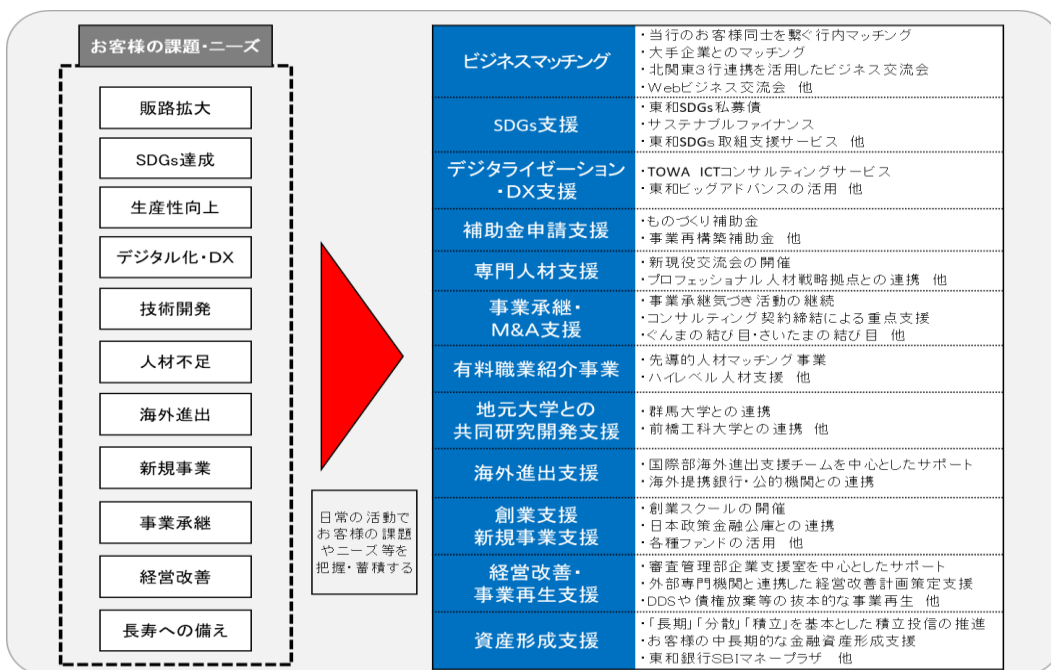 お客様の課題・ニーズ
販路拡大
SDGs達成
生産性向上
デジタル化・DX
技術開発
人材不足
海外進出
新規事業
事業承継
経営改善
長寿への備え
日常の活動で
お客様の課題
やニーズ等を
把握・蓄積する
ビジネスマッチング
・当行のお客様同士を繋ぐ行内マッチング
・大手企業とのマッチング
・北関東3行連携を活用したビジネス交流会
・Webビジネス交流会 他
SDGs支援
・東和SDGs私募債
・サステナブルファイナンス
・東和SDGs取組支援サービス 他
デジタライゼーション
・DX支援
・TOWA ICTコンサルティングサービス
・東和ビッグアドバンスの活用 他
補助金申請支援
・ものづくり補助金
・事業再構築補助金 他
専門人材支援
・新現役交流会の開催
・プロフェッショナル人材戦略拠点との連携 他
事業承継・
M&A支援
・事業承継気づき活動の継続
・コンサルティング契約締結による重点支援
・ぐんまの結び目・さいたまの結び目 他
有料職業紹介事業
・先導的人材マッチング事業
・ハイレベル人材支援 他
地元大学との
共同研究開発支援
・群馬大学との連携
・前橋工科大学との連携 他
海外進出支援
・国際部海外進出支援チームを中心としたサポート
・海外提携銀行・公的機関との連携
創業支援
新規事業支援
・創業スクールの開催
・日本政策金融公庫との連携
・各種ファンドの活用 他
経営改善・
事業再生支援
・審査管理部企業支援室を中心としたサポート
・外部専門機関と連携した経営改善計画策定支援
・DDSや債権放棄等の抜本的な事業再生 他
資産形成支援
・「長期」「分散」「積立」を基本とした積立投信の推進
・お客様の中長期的な金融資産形成支援
・東和銀行SBIマネープラザ 他